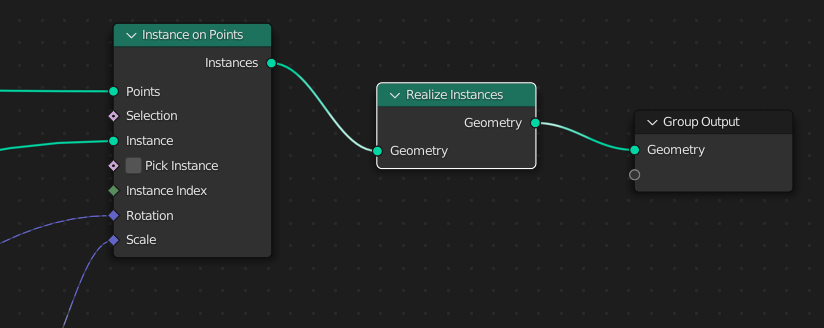 Instance on Points
Instances
Points
Selection
Instance
Pick Instance
Instance Index
Rotation
Scale
Realize Instances
Geometry
Geometry
Group Output
Geometry